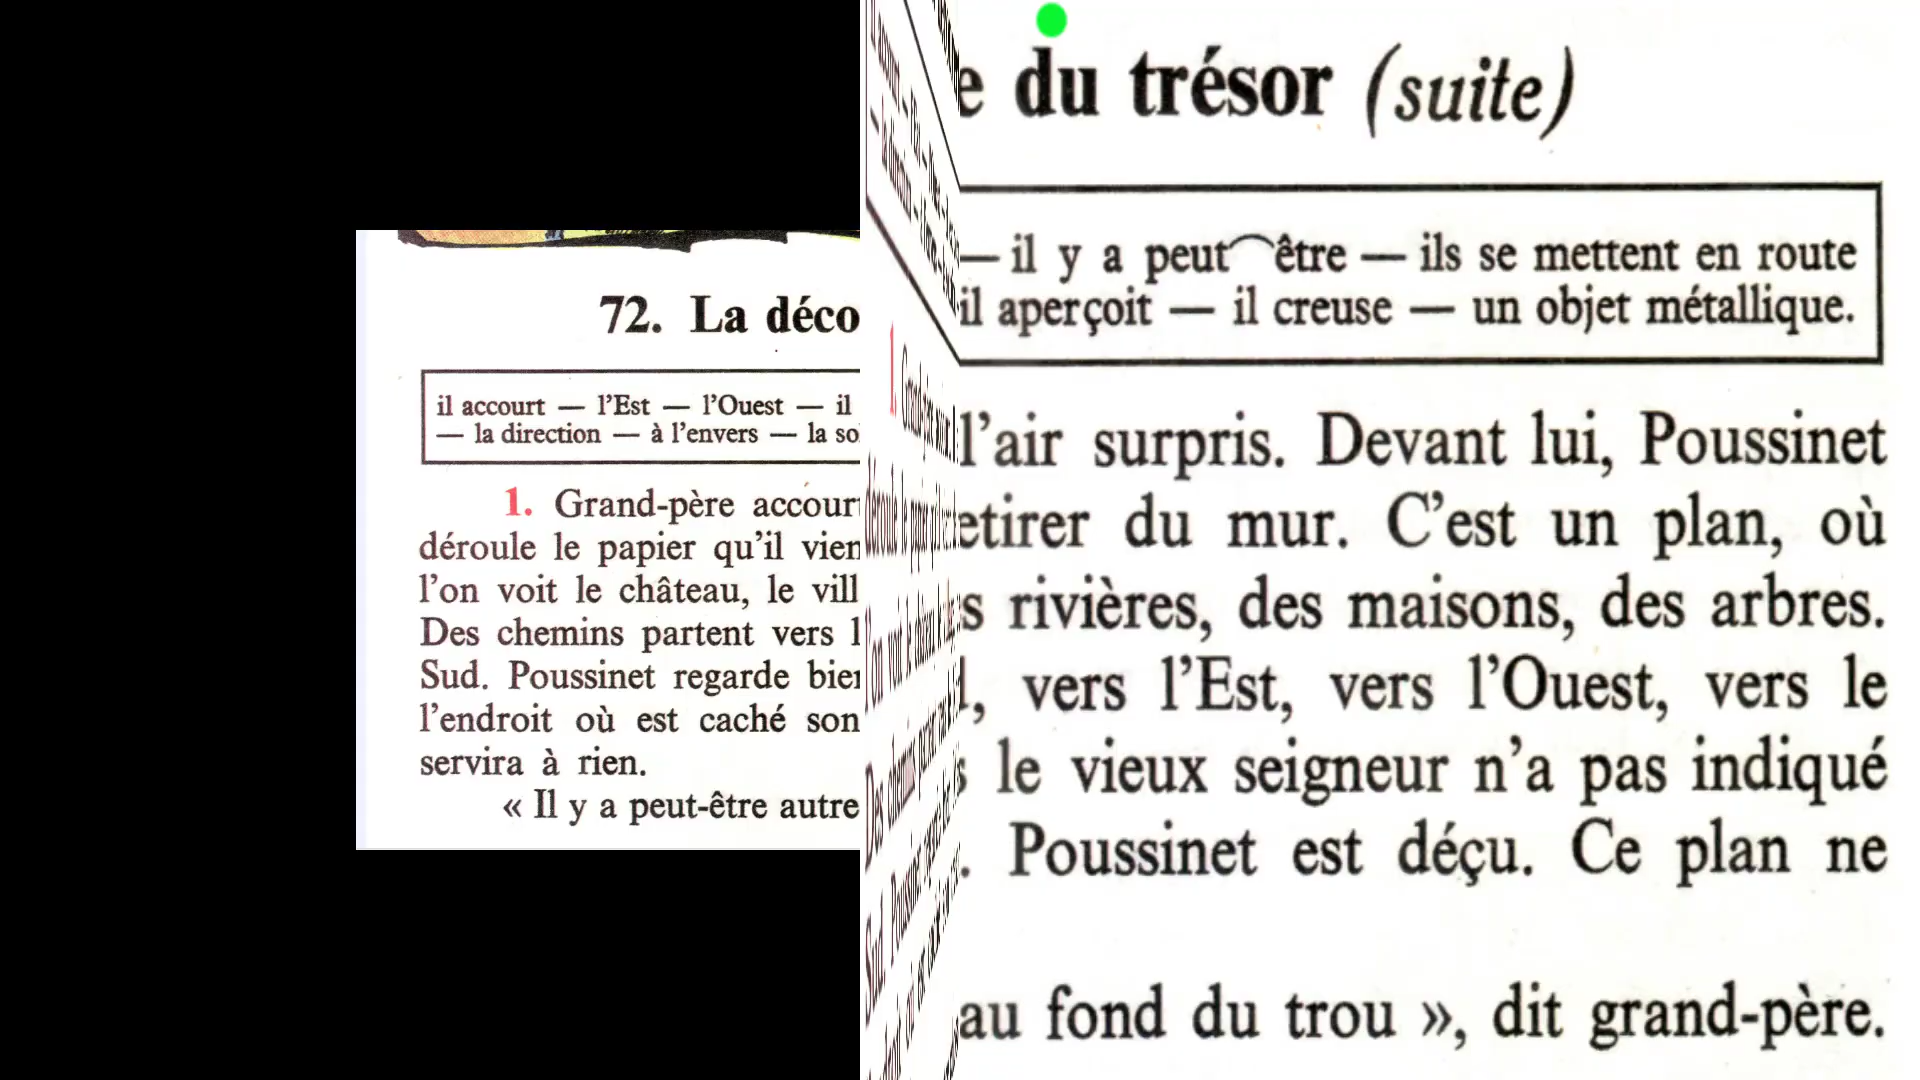 72. La déco
il accourt — l'Est — l'Ouest — il
— la direction — à l'envers — la so
1. Grand-père accour
déroule le papier qu'il vien
l'on voit le château, le vill
Des chemins partent vers l
Sud. Poussinet regarde bien
l'endroit où est caché son
servira à rien.
« Il y a peut-être autre
e du trésor (suite)
— il y a peut‿être — ils se mettent en route
il aperçoit — il creuse — un objet métallique.
l'air surpris. Devant lui, Poussinet
etirer du mur. C'est un plan, où
s rivières, des maisons, des arbres.
, vers l'Est, vers l'Ouest, vers le
s le vieux seigneur n'a pas indiqué
. Poussinet est déçu. Ce plan ne
au fond du trou », dit grand-père.